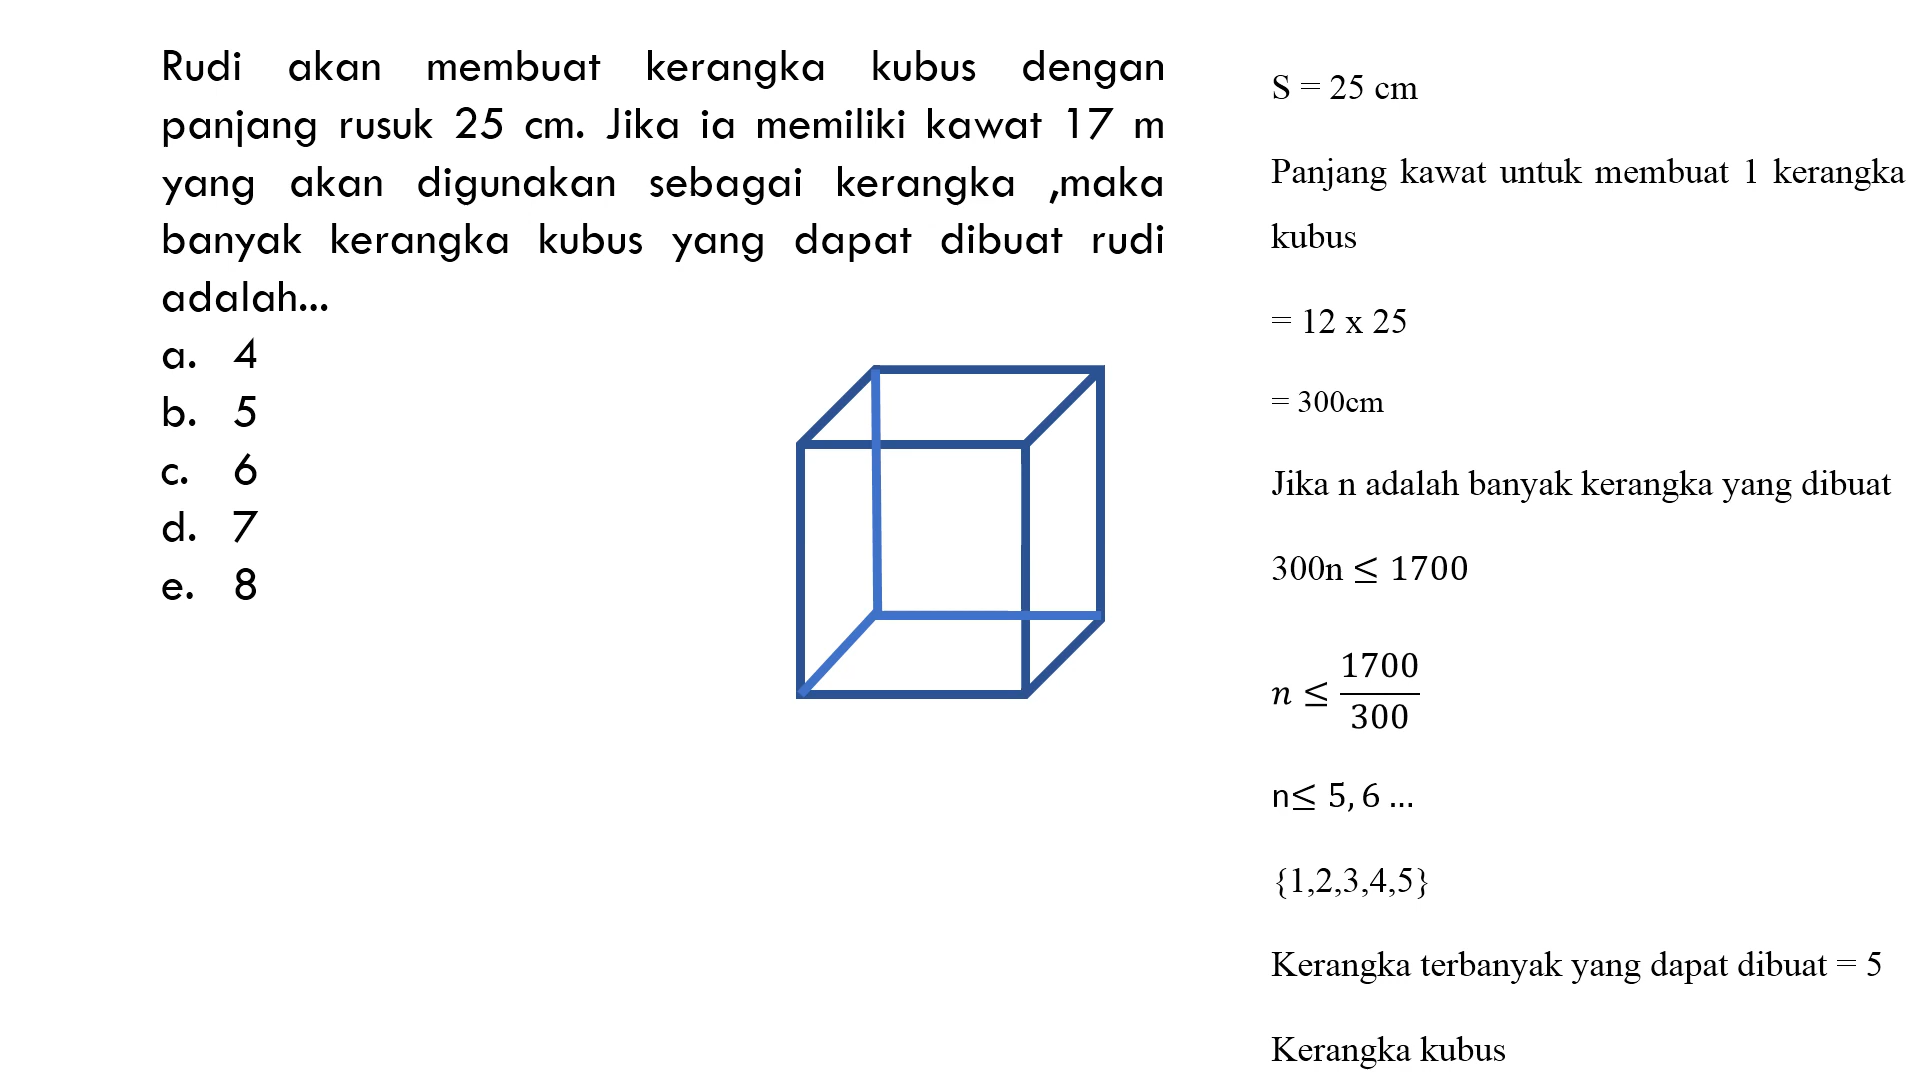 Rudi akan membuat kerangka kubus dengan
panjang rusuk 25 cm. Jika ia memiliki kawat 17 m
yang akan digunakan sebagai kerangka ,maka
banyak kerangka kubus yang dapat dibuat rudi
adalah...
a. 4
b. 5
c. 6
d. 7
e. 8
S = 25 cm
Panjang kawat untuk membuat 1 kerangka
kubus
= 12 x 25
= 300cm
Jika n adalah banyak kerangka yang dibuat
300n ≤ 1700
n ≤ 1700/300
n≤ 5,6 ...
{1,2,3,4,5}
Kerangka terbanyak yang dapat dibuat = 5
Kerangka kubus